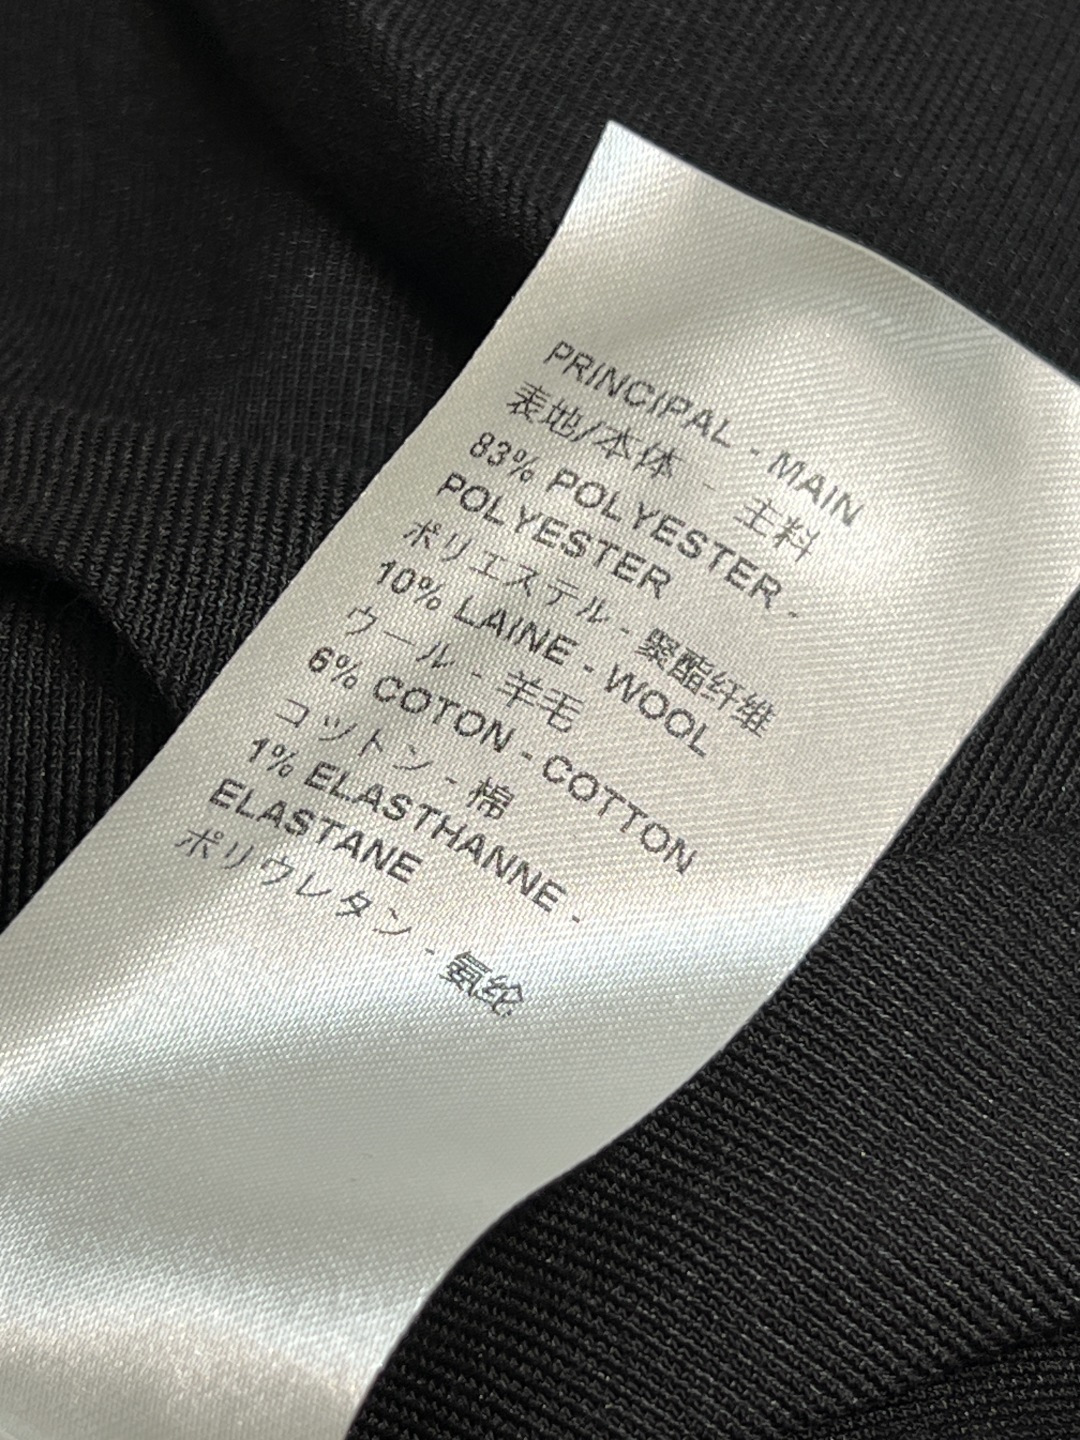 PRINCIPAL - MAIN
表地/本体 - 主料
83% POLYESTER -
POLYESTER
ポリエステル - 聚酯纤维
10% LAINE - WOOL
ウール - 羊毛
6% COTON - COTTON
コットン - 棉
1% ELASTHANNE -
ELASTANE
ポリウレタン - 氨纶